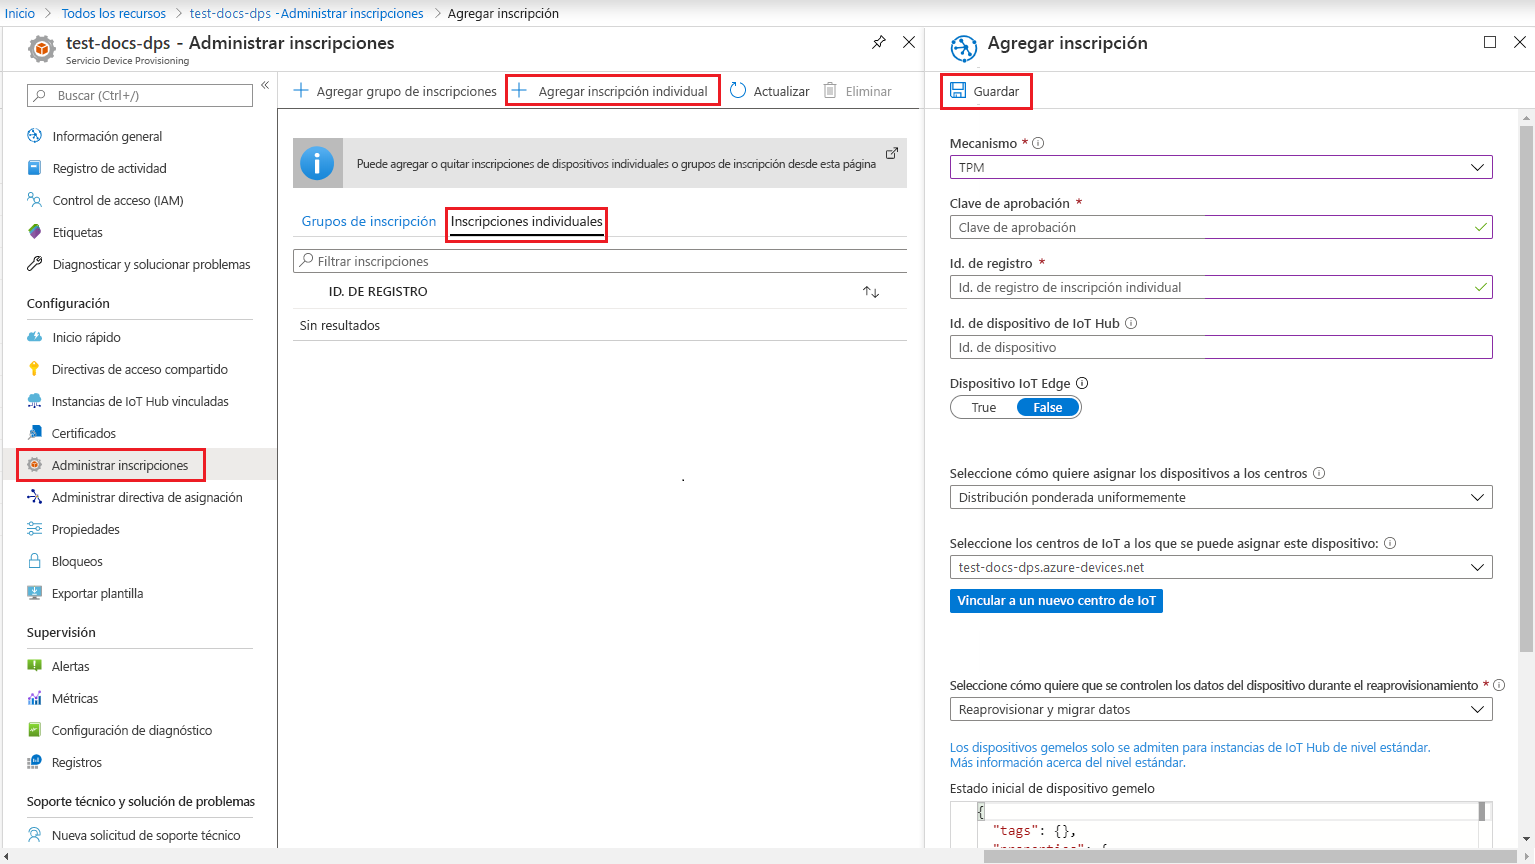 Inicio > Todos los recursos > test-docs-dps -Administrar inscripciones > Agregar inscripción
test-docs-dps - Administrar inscripciones
Servicio Device Provisioning
Buscar (Ctrl+/)
«
Información general
Registro de actividad
Control de acceso (IAM)
Etiquetas
Diagnosticar y solucionar problemas
Configuración
Inicio rápido
Directivas de acceso compartido
Instancias de IoT Hub vinculadas
Certificados
Administrar inscripciones
Administrar directiva de asignación
Propiedades
Bloqueos
Exportar plantilla
Supervisión
Alertas
Métricas
Configuración de diagnóstico
Registros
Soporte técnico y solución de problemas
Nueva solicitud de soporte técnico
Agregar grupo de inscripciones
Agregar inscripción individual
Actualizar
Eliminar
Puede agregar o quitar inscripciones de dispositivos individuales o grupos de inscripción desde esta página
Grupos de inscripción
Inscripciones individuales
Filtrar inscripciones
ID. DE REGISTRO
Sin resultados
.
Agregar inscripción
Guardar
Mecanismo *
TPM
Clave de aprobación *
Clave de aprobación
Id. de registro *
Id. de registro de inscripción individual
Id. de dispositivo de IoT Hub
Id. de dispositivo
Dispositivo IoT Edge
True False
Seleccione cómo quiere asignar los dispositivos a los centros
Distribución ponderada uniformemente
Seleccione los centros de IoT a los que se puede asignar este dispositivo:
test-docs-dps.azure-devices.net
Vincular a un nuevo centro de IoT
Seleccione cómo quiere que se controlen los datos del dispositivo durante el reaprovisionamiento *
Reaprovisionar y migrar datos
Los dispositivos gemelos solo se admiten para instancias de IoT Hub de nivel estándar.
Más información acerca del nivel estándar.
Estado inicial de dispositivo gemelo
{
"tags": {},
"properties": {